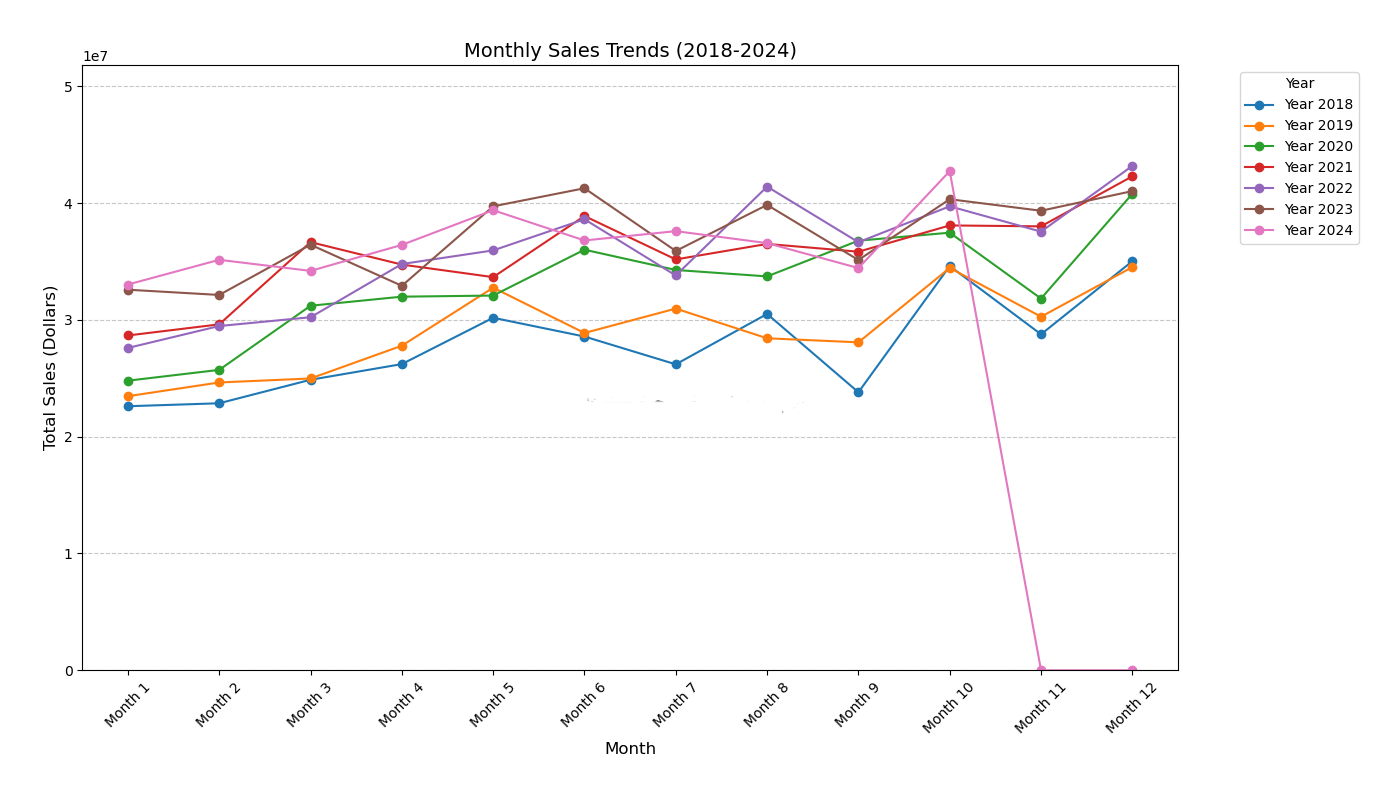 Monthly Sales Trends (2018-2024)
1e7
5
4
3
2
1
0
Total Sales (Dollars)
Month 1
Month 2
Month 3
Month 4
Month 5
Month 6
Month 7
Month 8
Month 9
Month 10
Month 11
Month 12
Month
Year
Year 2018
Year 2019
Year 2020
Year 2021
Year 2022
Year 2023
Year 2024